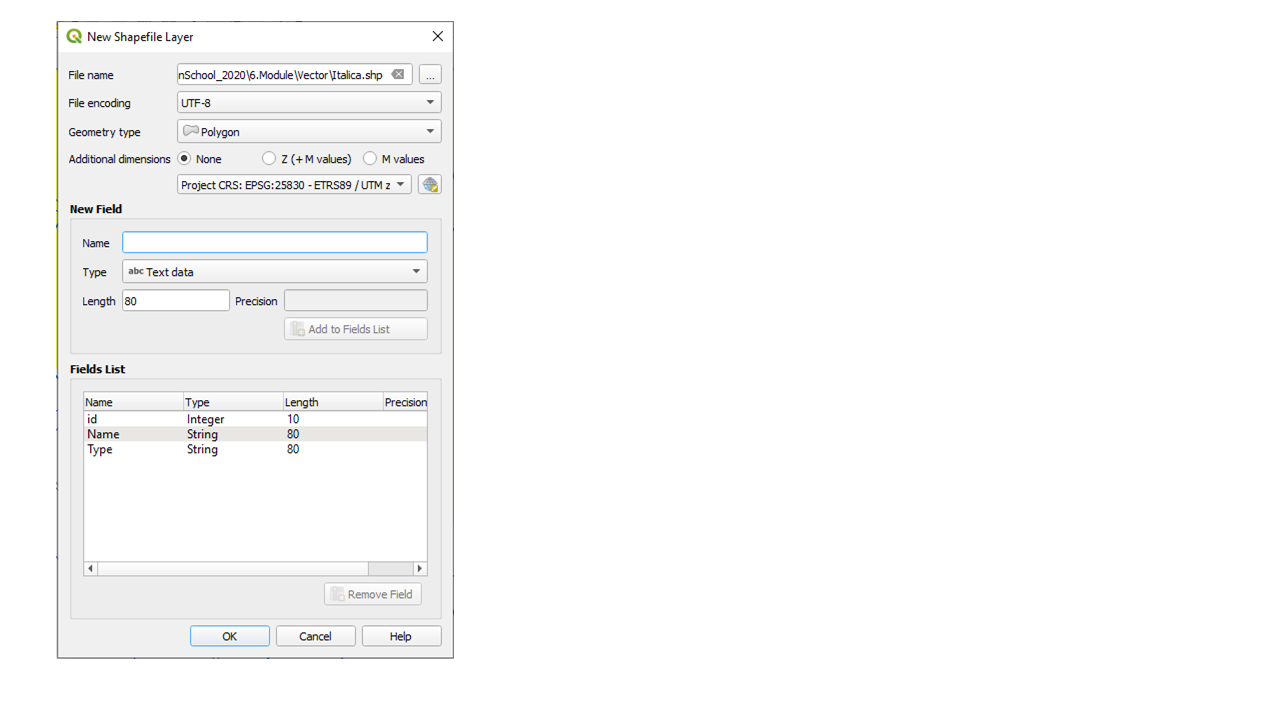 New Shapefile Layer
File name nSchool_2020\6.Module\Vector\Italica.shp ...
File encoding UTF-8
Geometry type Polygon
Additional dimensions None Z (+ M values) M values
Project CRS: EPSG:25830 - ETRS89 / UTM z
New Field
Name
Type abc Text data
Length 80 Precision
Add to Fields List
Fields List
Name Type Length Precision
id Integer 10
Name String 80
Type String 80
Remove Field
OK Cancel Help